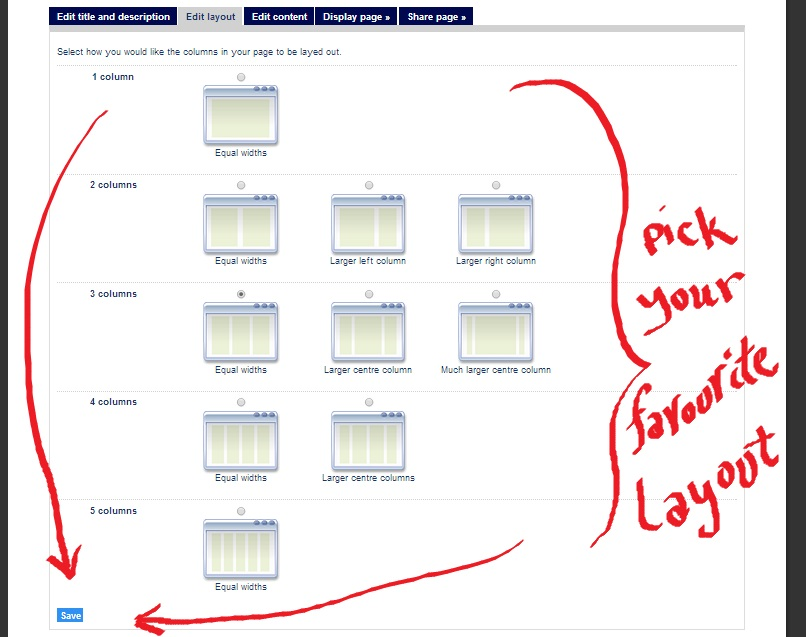 Edit title and description Edit layout Edit content Display page » Share page »
Select how you would like the columns in your page to be layed out.
1 column
Equal widths
2 columns
Equal widths Larger left column Larger right column
3 columns
Equal widths Larger centre column Much larger centre column
4 columns
Equal widths Larger centre columns
5 columns
Equal widths
Save
pick
your
favourite
layout